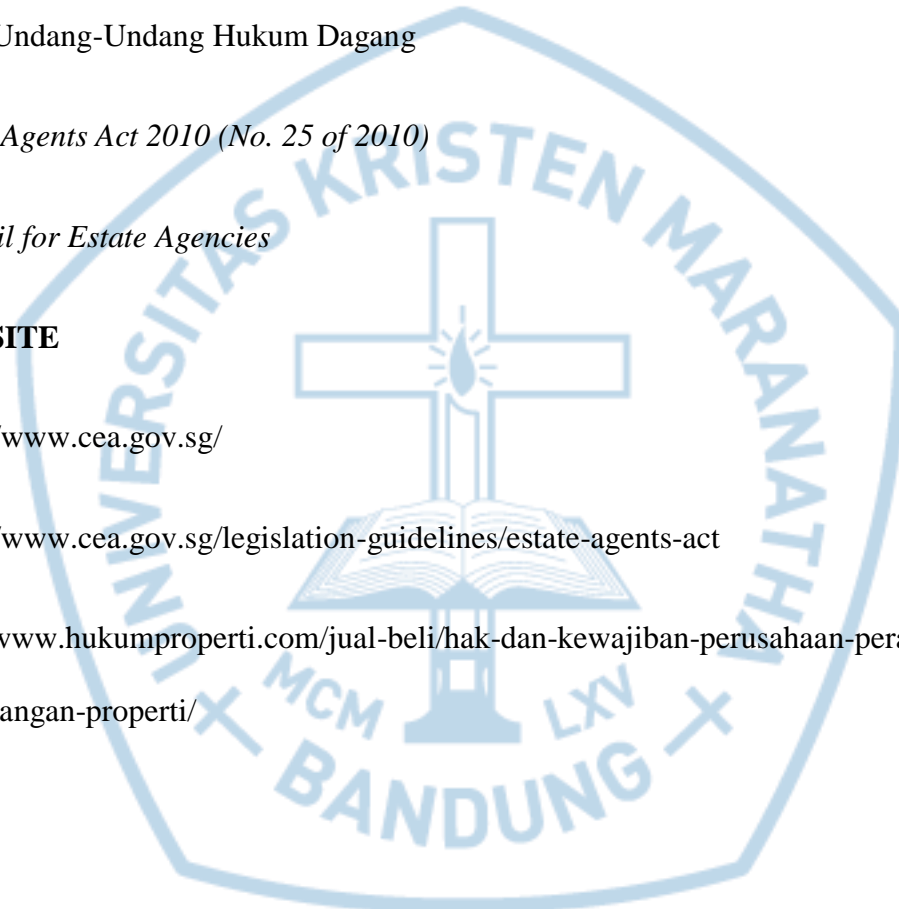 Undang-Undang Hukum Dagang
Agents Act 2010 (No. 25 of 2010)
il for Estate Agencies
SITE
/www.cea.gov.sg/
/www.cea.gov.sg/legislation-guidelines/estate-agents-act
www.hukumproperti.com/jual-beli/hak-dan-kewajiban-perusahaan-pera
angan-properti/
UNIVERSITAS KRISTEN MARANATHA
MCM LXV
BANDUNG